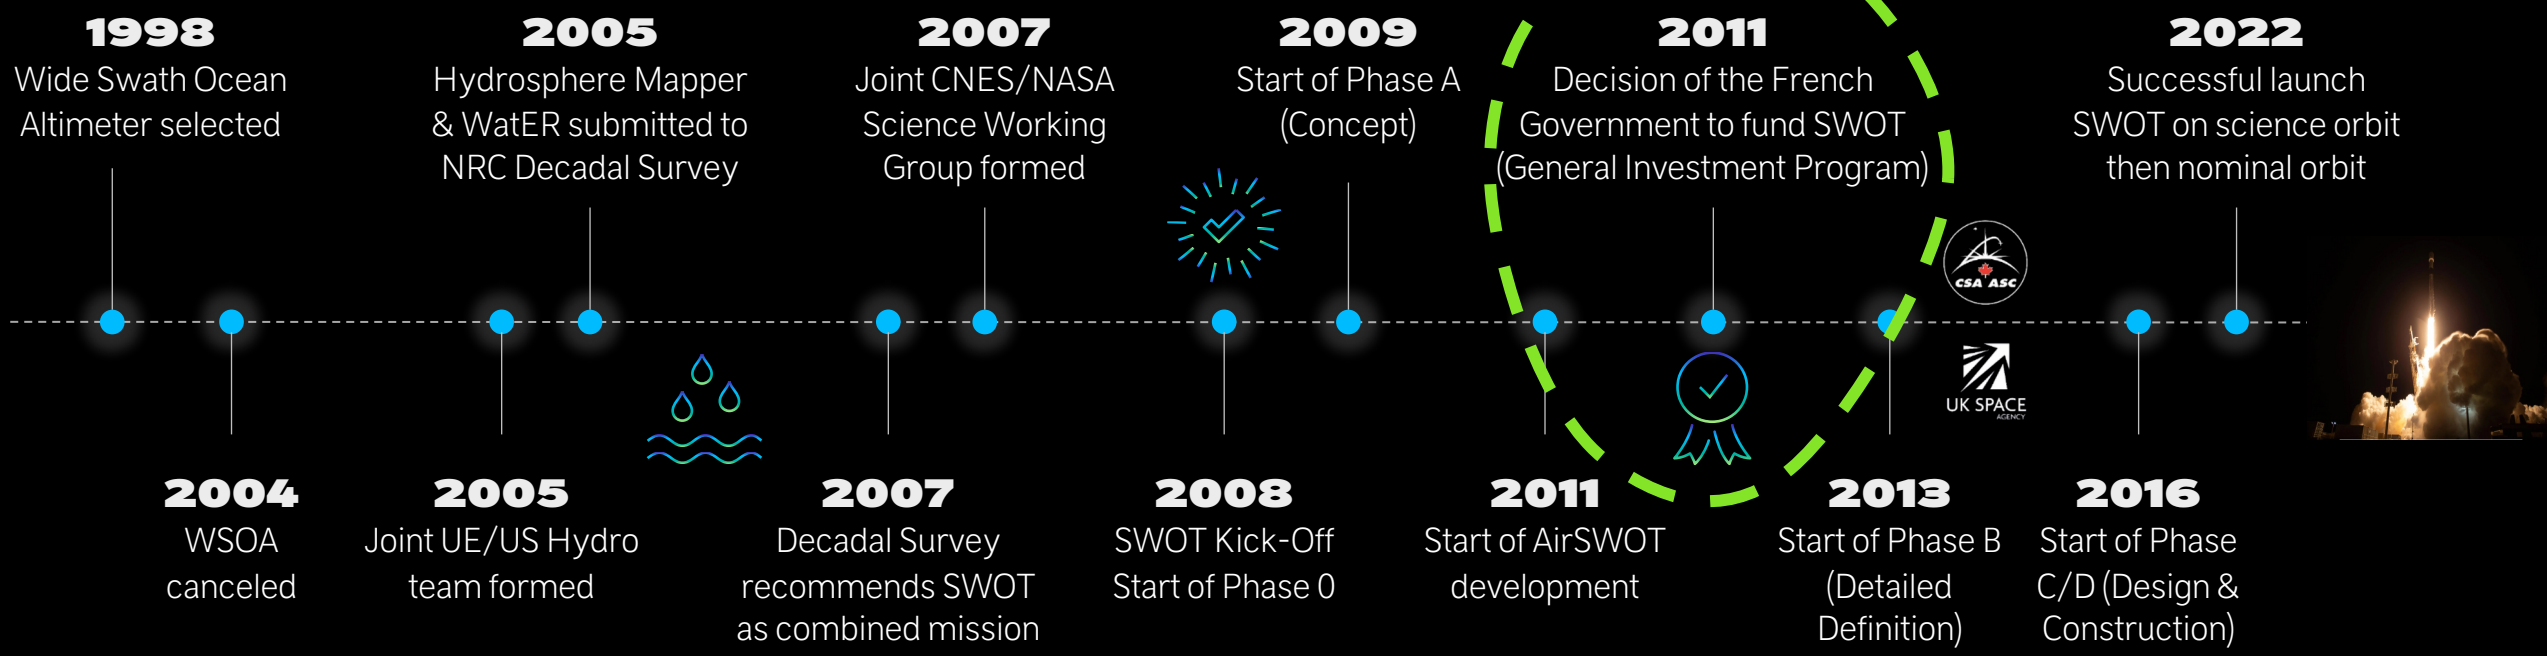 1998
Wide Swath Ocean
Altimeter selected
2005
Hydrosphere Mapper
& WatER submitted to
NRC Decadal Survey
2007
Joint CNES/NASA
Science Working
Group formed
2009
Start of Phase A
(Concept)
2011
Decision of the French
Government to fund SWOT
(General Investment Program)
2022
Successful launch
SWOT on science orbit
then nominal orbit
CSA ASC
UK SPACE
AGENCY
2004
WSOA
canceled
2005
Joint UE/US Hydro
team formed
2007
Decadal Survey
recommends SWOT
as combined mission
2008
SWOT Kick-Off
Start of Phase 0
2011
Start of AirSWOT
development
2013
Start of Phase B
(Detailed
Definition)
2016
Start of Phase
C/D (Design &
Construction)